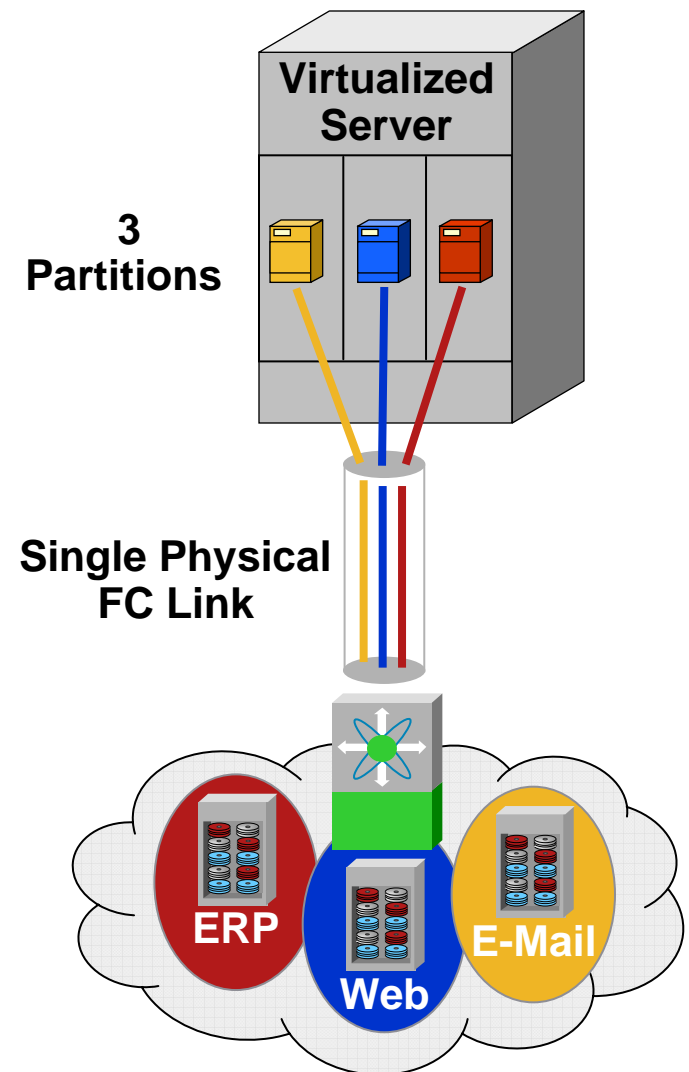 Virtualized
Server
3
Partitions
Single Physical
FC Link
ERP
Web
E-Mail